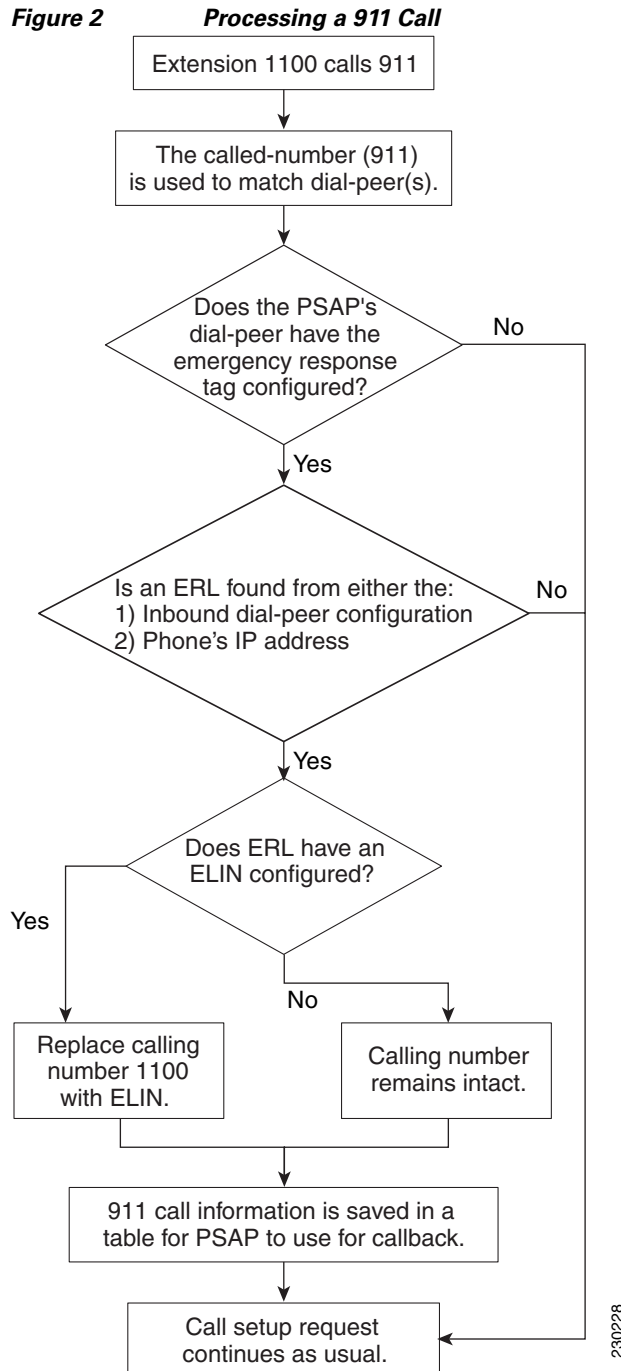 Figure 2 Processing a 911 Call
Extension 1100 calls 911
The called-number (911)
is used to match dial-peer(s).
Does the PSAP's
dial-peer have the
emergency response
tag configured?
No
Yes
Is an ERL found from either the:
1) Inbound dial-peer configuration
2) Phone's IP address
No
Yes
Does ERL have an
ELIN configured?
Yes
No
Replace calling
number 1100
with ELIN.
Calling number
remains intact.
911 call information is saved in a
table for PSAP to use for callback.
Call setup request
continues as usual.
230228